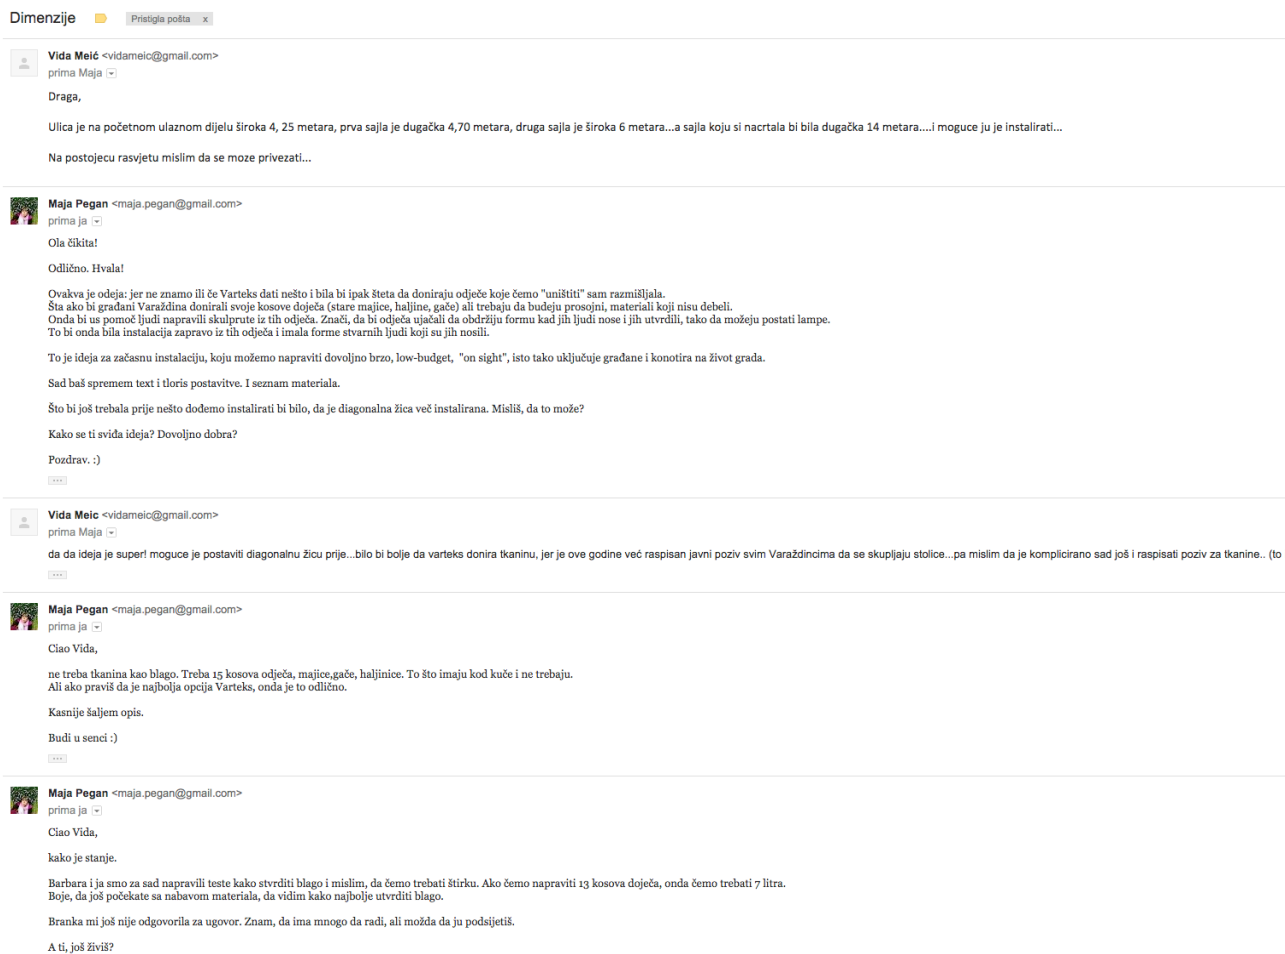 Dimenzije
Pristigla pošta x
Vida Meić <vidameic@gmail.com>
prima Maja
Draga,
Ulica je na početnom ulaznom dijelu široka 4, 25 metara, prva sajla je dugačka 4,70 metara, druga sajla je široka 6 metara...a sajla koju si nacrtala bi bila dugačka 14 metara....i moguce ju je instalirati...
Na postojecu rasvjetu mislim da se moze privezati...
Maja Pegan <maja.pegan@gmail.com>
prima ja
Ola čikita!
Odlično. Hvala!
Ovakva je odeja: jer ne znamo ili če Varteks dati nešto i bila bi ipak šteta da doniraju odječe koje čemo "uništiti" sam razmišljala.
Šta ako bi građani Varaždina donirali svoje kosove doječa (stare majice, haljine, gače) ali trebaju da budeju prosojni, materiali koji nisu debeli.
Onda bi us pomoč ljudi napravili skulprute iz tih odječa. Znači, da bi odječa ujačali da obdržiju formu kad jih ljudi nose i jih utvrdili, tako da možeju postati lampe.
To bi onda bila instalacija zapravo iz tih odječa i imala forme stvarnih ljudi koji su jih nosili.
To je ideja za začasnu instalaciju, koju možemo napraviti dovoljno brzo, low-budget, "on sight", isto tako uključuje građane i konotira na život grada.
Sad baš spremem text i tloris postavitve. I seznam materiala.
Što bi još trebala prije nešto dođemo instalirati bi bilo, da je diagonalna žica več instalirana. Misliš, da to može?
Kako se ti sviđa ideja? Dovoljno dobra?
Pozdrav. :)
Vida Meic <vidameic@gmail.com>
prima Maja
da da ideja je super! moguce je postaviti diagonalnu žicu prije...bilo bi bolje da varteks donira tkaninu, jer je ove godine već raspisan javni poziv svim Varaždincima da se skupljaju stolice...pa mislim da je komplicirano sad još i raspisati poziv za tkanine.. (to
Maja Pegan <maja.pegan@gmail.com>
prima ja
Ciao Vida,
ne treba tkanina kao blago. Treba 15 kosova odječa, majice,gače, haljinice. To što imaju kod kuče i ne trebaju.
Ali ako praviš da je najbolja opcija Varteks, onda je to odlično.
Kasnije šaljem opis.
Budi u senci :)
Maja Pegan <maja.pegan@gmail.com>
prima ja
Ciao Vida,
kako je stanje.
Barbara i ja smo za sad napravili teste kako stvrditi blago i mislim, da čemo trebati štirku. Ako čemo napraviti 13 kosova doječa, onda čemo trebati 7 litra.
Boje, da još počekate sa nabavom materiala, da vidim kako najbolje utvrditi blago.
Branka mi još nije odgovorila za ugovor. Znam, da ima mnogo da radi, ali možda da ju podsijetiš.
A ti, još živiš?